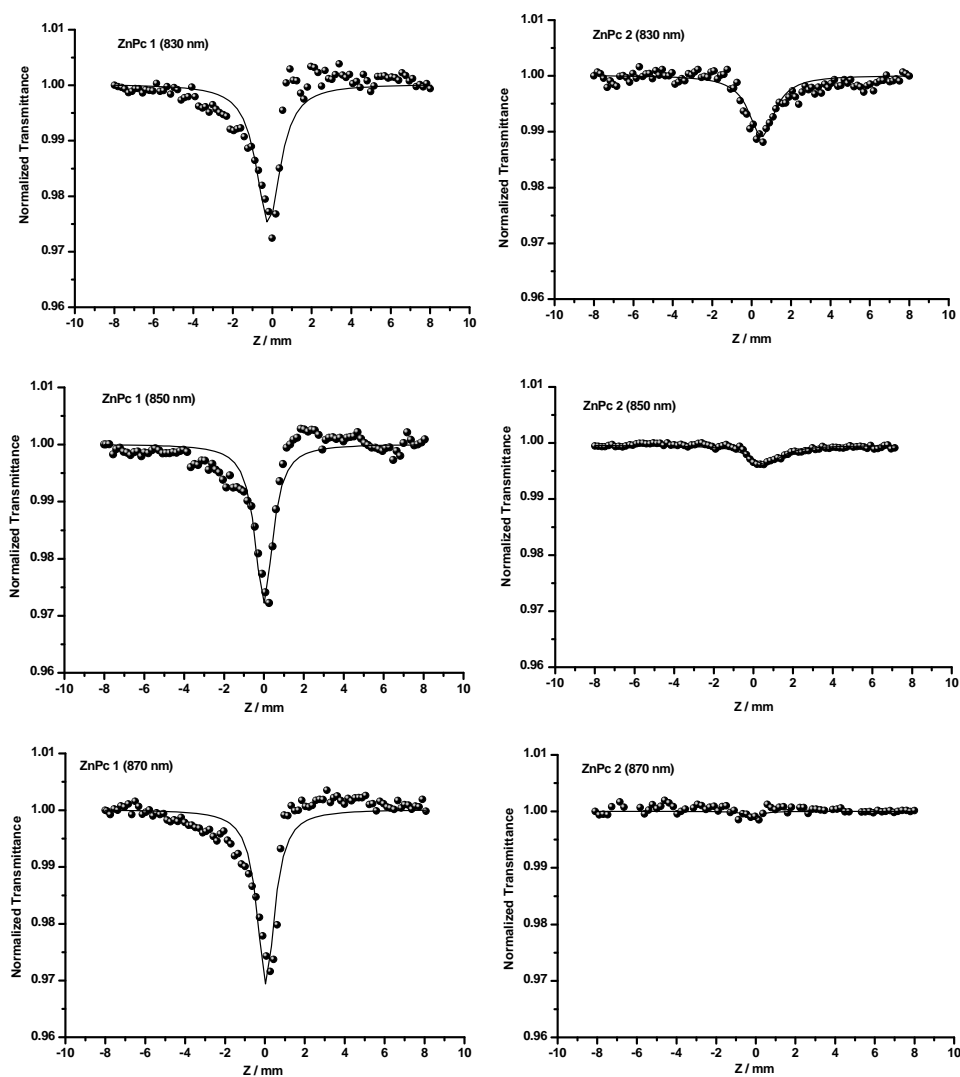 1.01
ZnPc 1 (830 nm)
1.00
0.99
0.98
0.97
0.96
Normalized Transmittance
-10 -8 -6 -4 -2 0 2 4 6 8 10
Z / mm
1.01
ZnPc 2 (830 nm)
1.00
0.99
0.98
0.97
0.96
Normalized Transmittance
-10 -8 -6 -4 -2 0 2 4 6 8 10
Z / mm
1.01
ZnPc 1 (850 nm)
1.00
0.99
0.98
0.97
0.96
Normalized Transmittance
-10 -8 -6 -4 -2 0 2 4 6 8 10
Z / mm
1.01
ZnPc 2 (850 nm)
1.00
0.99
0.98
0.97
0.96
Normalized Transmittance
-10 -8 -6 -4 -2 0 2 4 6 8 10
Z / mm
1.01
ZnPc 1 (870 nm)
1.00
0.99
0.98
0.97
0.96
Normalized Transmittance
-10 -8 -6 -4 -2 0 2 4 6 8 10
Z / mm
1.01
ZnPc 2 (870 nm)
1.00
0.99
0.98
0.97
0.96
Normalized Transmittance
-10 -8 -6 -4 -2 0 2 4 6 8 10
Z / mm